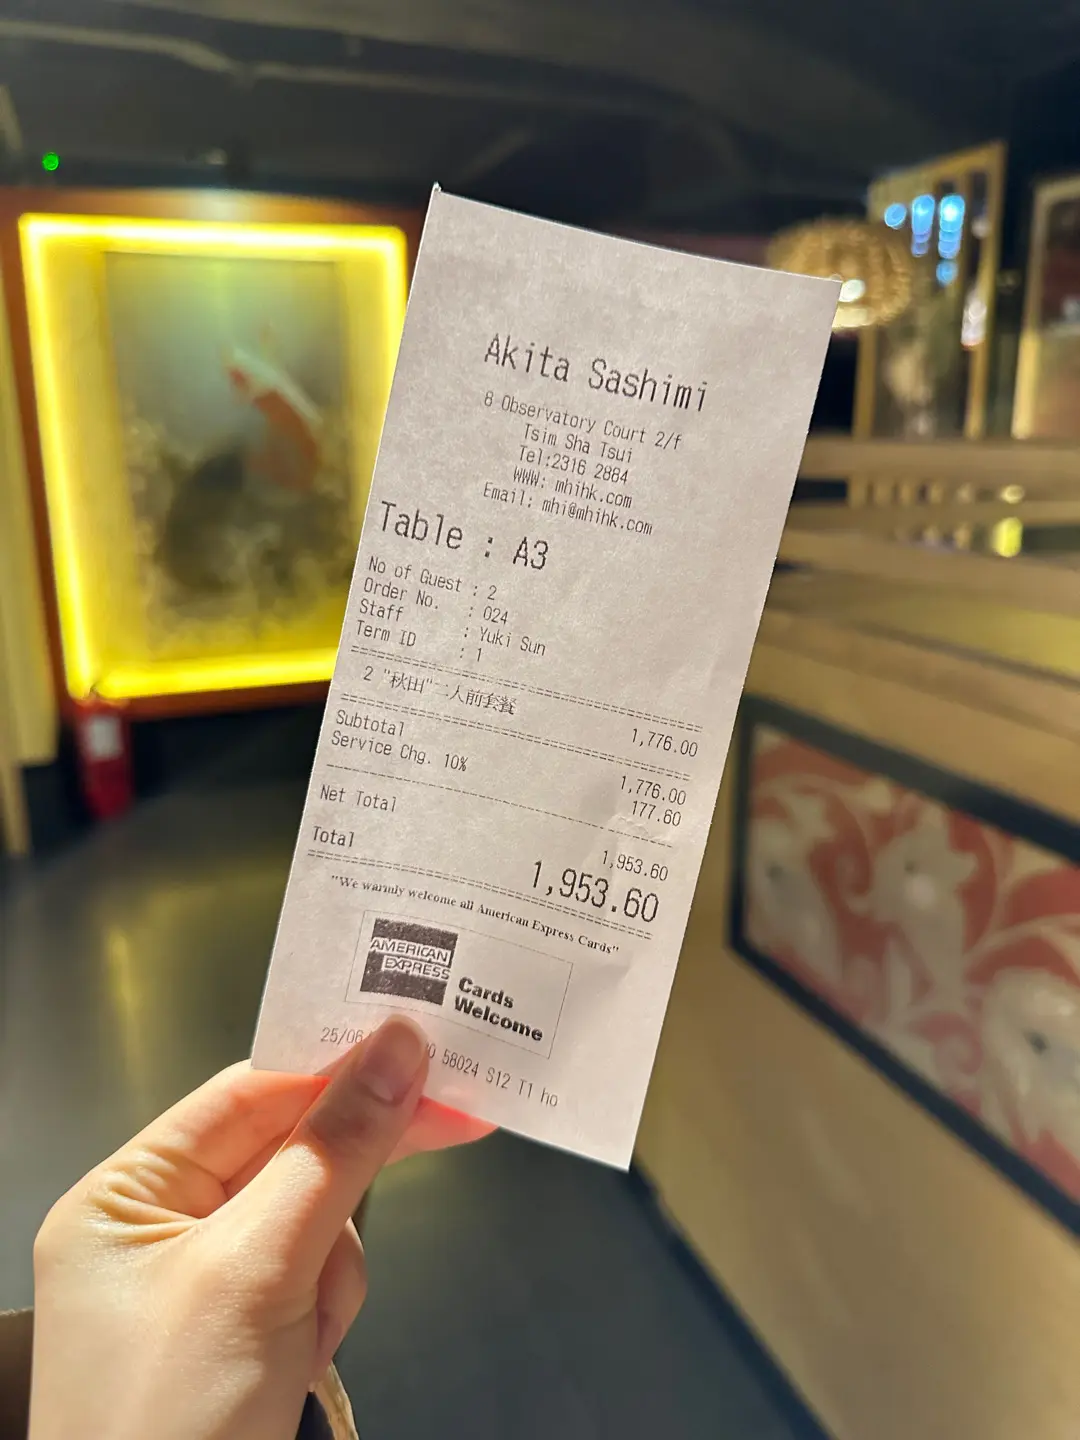 Akita Sashimi
8 Observatory Court 2/f
Tsim Sha Tsui
Tel:2316 2884
WWW: mhihk.com
Email: mhi@mhihk.com
Table : A3
No of Guest : 2
Order No. : 024
Staff : Yuki Sun
Term ID : 1
2 "秋田"二人前套餐
1,776.00
Subtotal 1,776.00
Service Chg. 10% 177.60
Net Total 1,953.60
Total 1,953.60
"We warmly welcome all American Express Cards"
AMERICAN
EXPRESS
Cards
Welcome
25/06 58024 S12 T1 ho